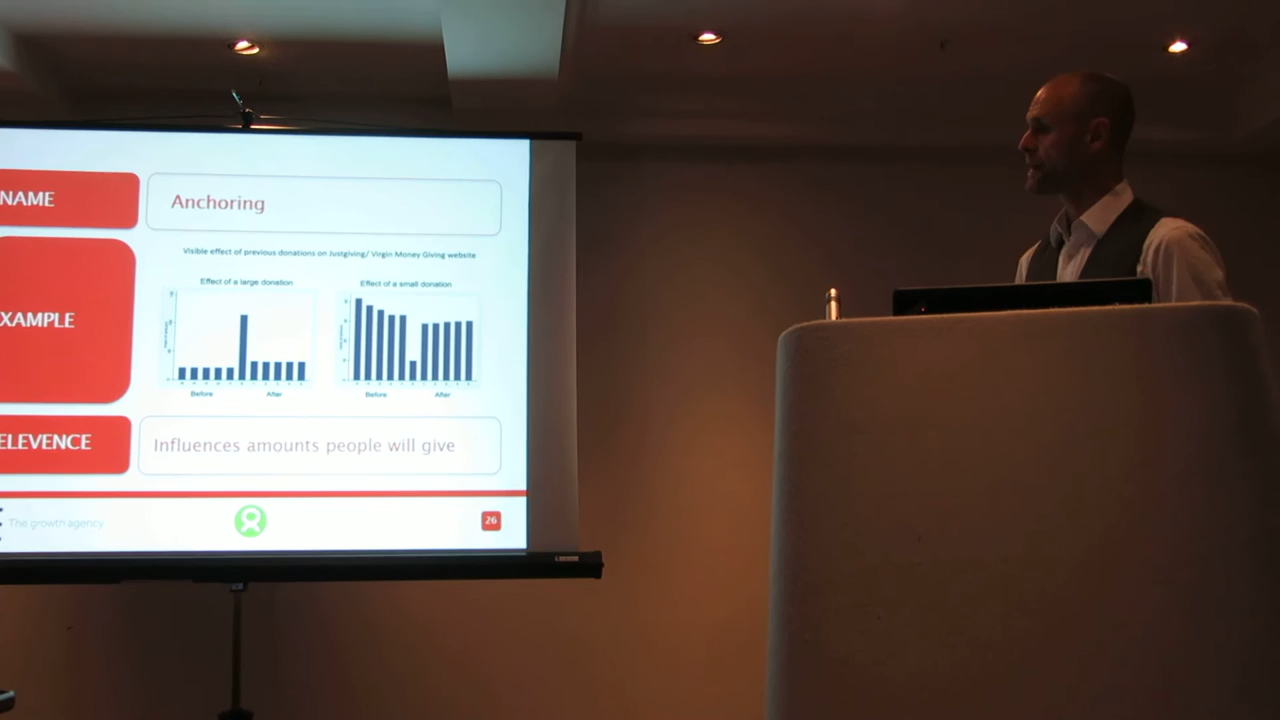 NAME
Anchoring
Visible effect of previous donations on Justgiving/ Virgin Money Giving website
XAMPLE
Effect of a large donation
Effect of a small donation
Before
After
Before
After
ELEVENCE
Influences amounts people will give
The growth agency
26